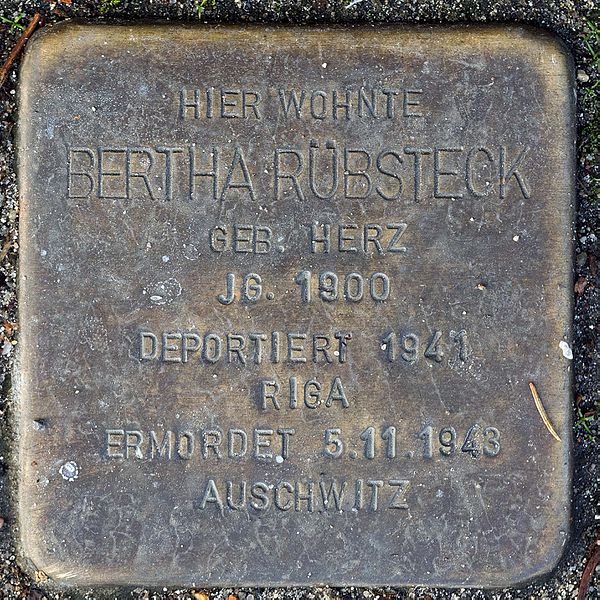 HIER WOHNTE
BERTHA RÜBSTECK
GEB. HERZ
JG. 1900
DEPORTIERT 1941
RIGA
ERMORDET 5.11.1943
AUSCHWITZ